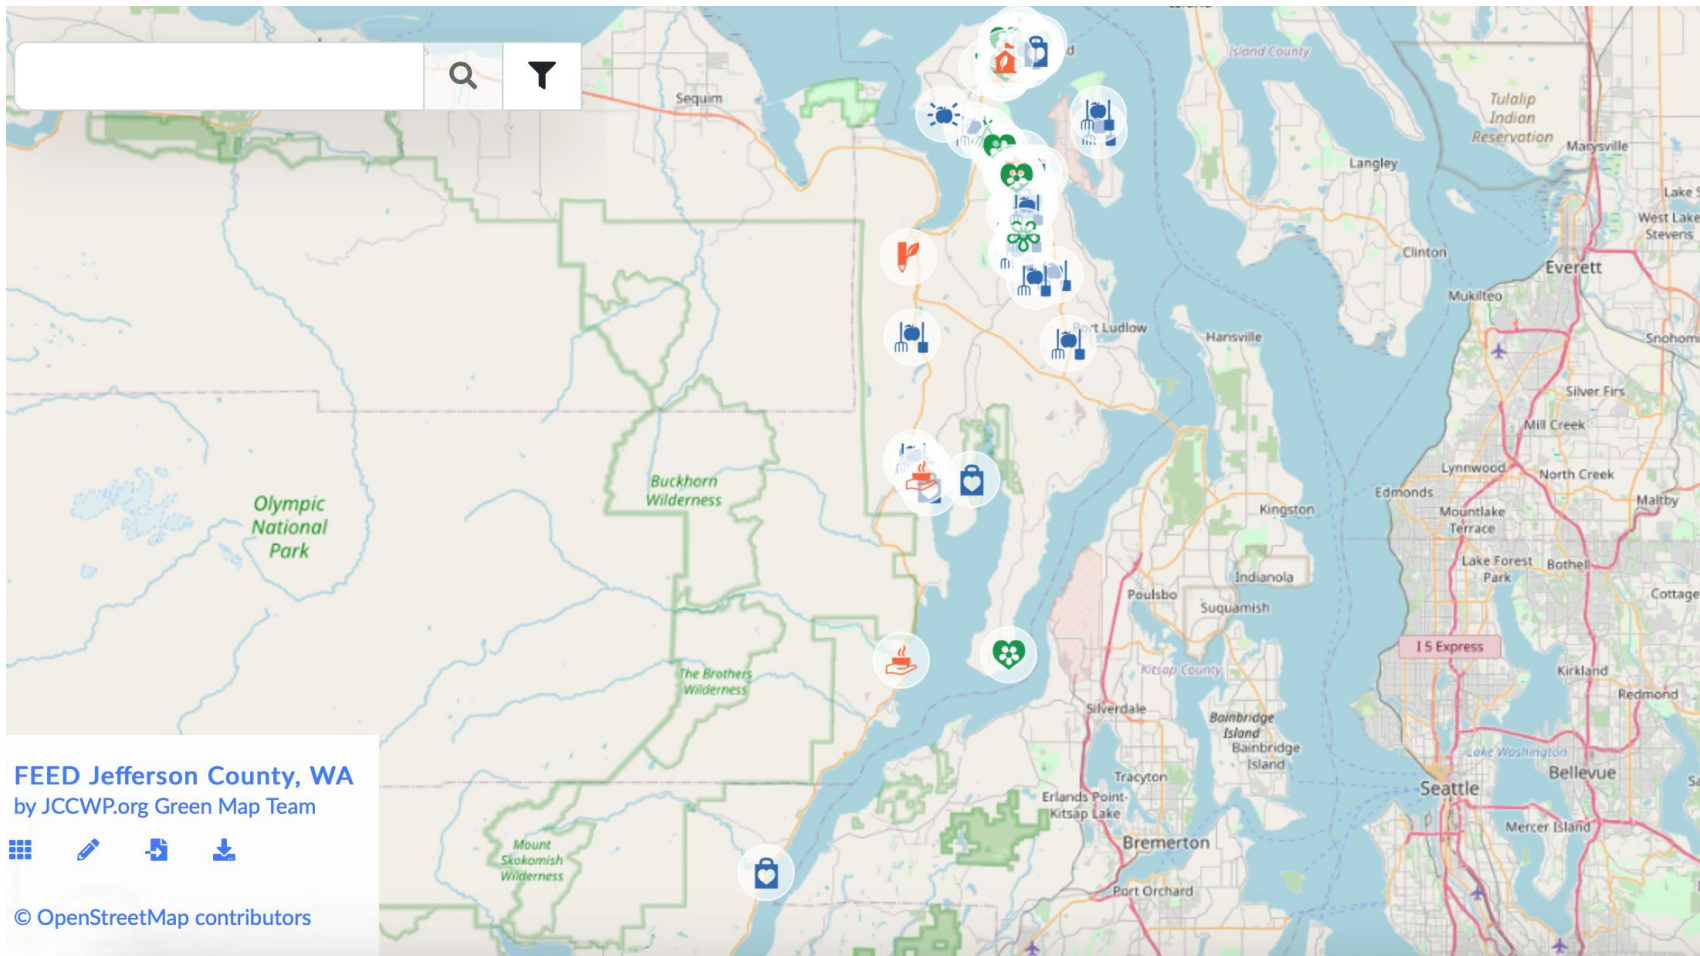 Island County
Sequim
Tulalip
Indian
Reservation
Marysville
Langley
Lake S
West Lake
Stevens
Clinton
Everett
Mukilteo
Port Ludlow
Hansville
Snohom
Silver Firs
Mill Creek
Lynnwood
North Creek
Buckhorn
Wilderness
Edmonds
Maltby
Olympic
National
Park
Kingston
Mountlake
Terrace
Lake Forest
Park
Bothell
Indianola
Poulsbo
Cottage
Suquamish
I 5 Express
Kitsap County
Kirkland
The Brothers
Wilderness
Redmond
Silverdale
Bainbridge
Island
Bainbridge
Island
Lake Washington
FEED Jefferson County, WA
by JCCWP.org Green Map Team
Tracyton
Bellevue
Seattle
Erlands Point-
Kitsap Lake
Mercer Island
Bremerton
Mount
Skokomish
Wilderness
Port Orchard
© OpenStreetMap contributors